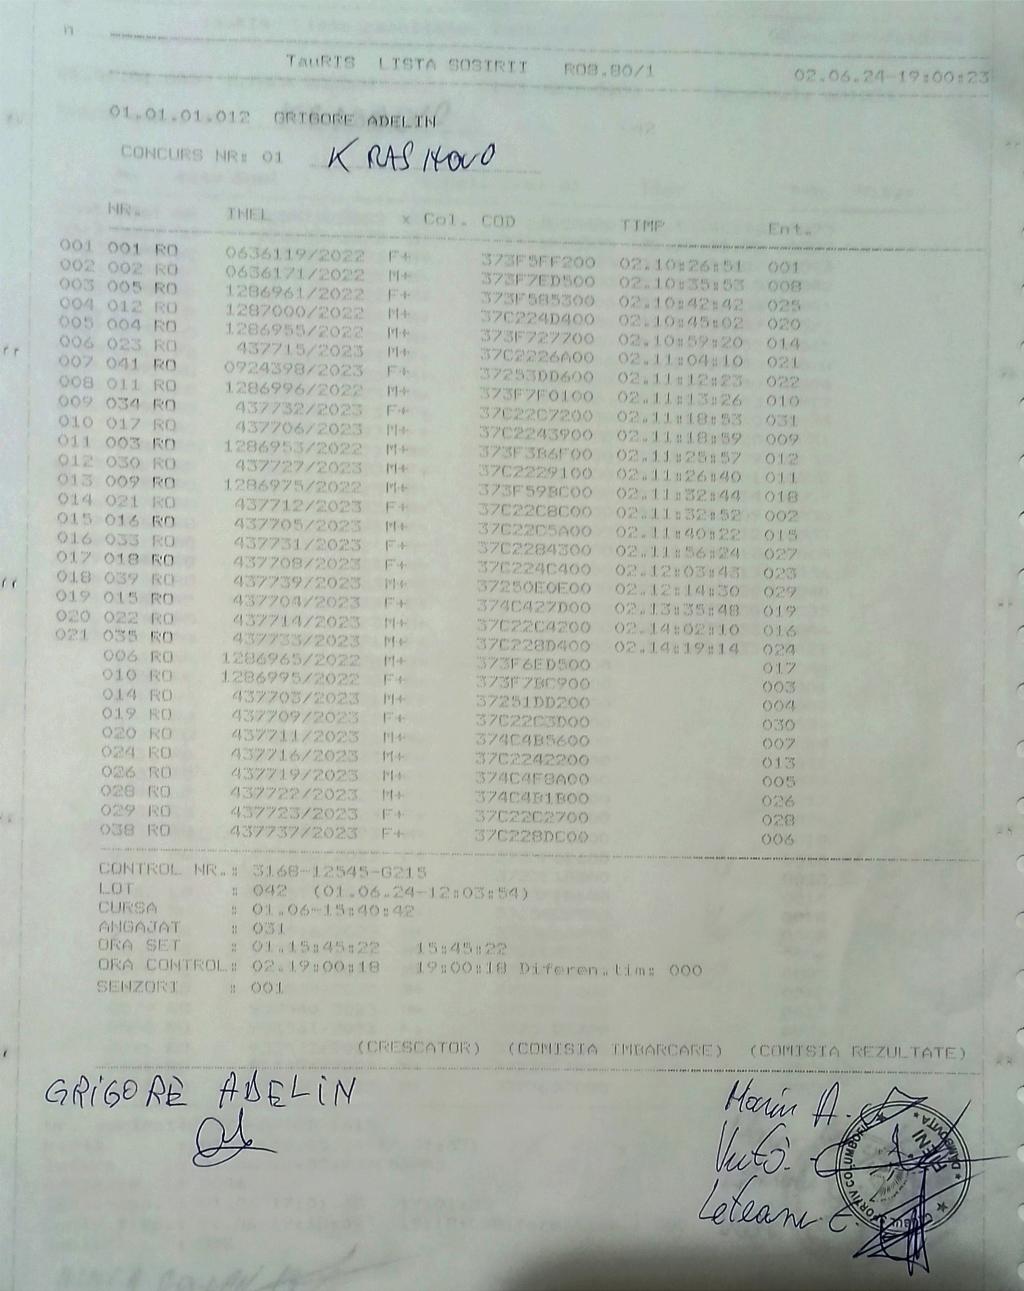 TauRIS LISTA SOSIRII R08.80/1 02.06.24-19:00:23
01.01.01.012 GRIGORE ADELIN
CONCURS NR: 01 KRASNOVO
NR. INEL x Col. COD TIMP Ent.
001 001 RO 0636119/2022 F+ 373F5FF200 02.10:26:51 001
002 002 RO 0636171/2022 M+ 373F7ED500 02.10:35:53 008
003 005 RO 1286961/2022 F+ 373F585300 02.10:42:42 025
004 012 RO 1287000/2022 M+ 37C224D400 02.10:45:02 020
005 004 RO 1286955/2022 M+ 373F727700 02.10:59:20 014
006 023 RO 437715/2023 M+ 37C2226A00 02.11:04:10 021
007 041 RO 0924398/2023 F+ 37253DD600 02.11:12:23 022
008 011 RO 1286996/2022 M+ 373F7F0100 02.11:13:26 010
009 034 RO 437732/2023 F+ 37C22C7200 02.11:18:53 031
010 017 RO 437706/2023 M+ 37C2243900 02.11:18:59 009
011 003 RO 1286953/2022 M+ 373F3B6F00 02.11:25:57 012
012 030 RO 437727/2023 M+ 37C2229100 02.11:26:40 011
013 009 RO 1286975/2022 M+ 373F59BC00 02.11:32:44 018
014 021 RO 437712/2023 F+ 37C22C8C00 02.11:32:52 002
015 016 RO 437705/2023 M+ 37C22C5A00 02.11:40:22 015
016 033 RO 437731/2023 F+ 37C2284300 02.11:56:24 027
017 018 RO 437708/2023 F+ 37C224C400 02.12:03:43 023
018 039 RO 437739/2023 M+ 37250E0E00 02.12:14:30 029
019 015 RO 437704/2023 F+ 374C427D00 02.13:35:48 019
020 022 RO 437714/2023 M+ 37C22C4200 02.14:02:10 016
021 035 RO 437733/2023 M+ 37C228D400 02.14:19:14 024
006 RO 1286965/2022 M+ 373F6ED500 017
010 RO 1286995/2022 F+ 373F7BC900 003
014 RO 437703/2023 M+ 37251DD200 004
019 RO 437709/2023 F+ 37C22C3D00 030
020 RO 437711/2023 M+ 374C4B5600 007
024 RO 437716/2023 M+ 37C2242200 013
026 RO 437719/2023 M+ 374C4F8A00 005
028 RO 437722/2023 M+ 374C4B1B00 026
029 RO 437723/2023 F+ 37C22C2700 028
038 RO 437737/2023 F+ 37C228DC00 006
CONTROL NR.: 3168-12545-G215
LOT : 042 (01.06.24-12:03:54)
CURSA : 01.06-15:40:42
ANGAJAT : 031
ORA SET : 01.15:45:22 15:45:22
ORA CONTROL: 02.19:00:18 19:00:18 Diferen.tim: 000
SENZORI : 001
(CRESCATOR) (COMISIA IMBARCARE) (COMISIA REZULTATE)
GRIGORE ADELIN
Marin A.
Leteanu E.